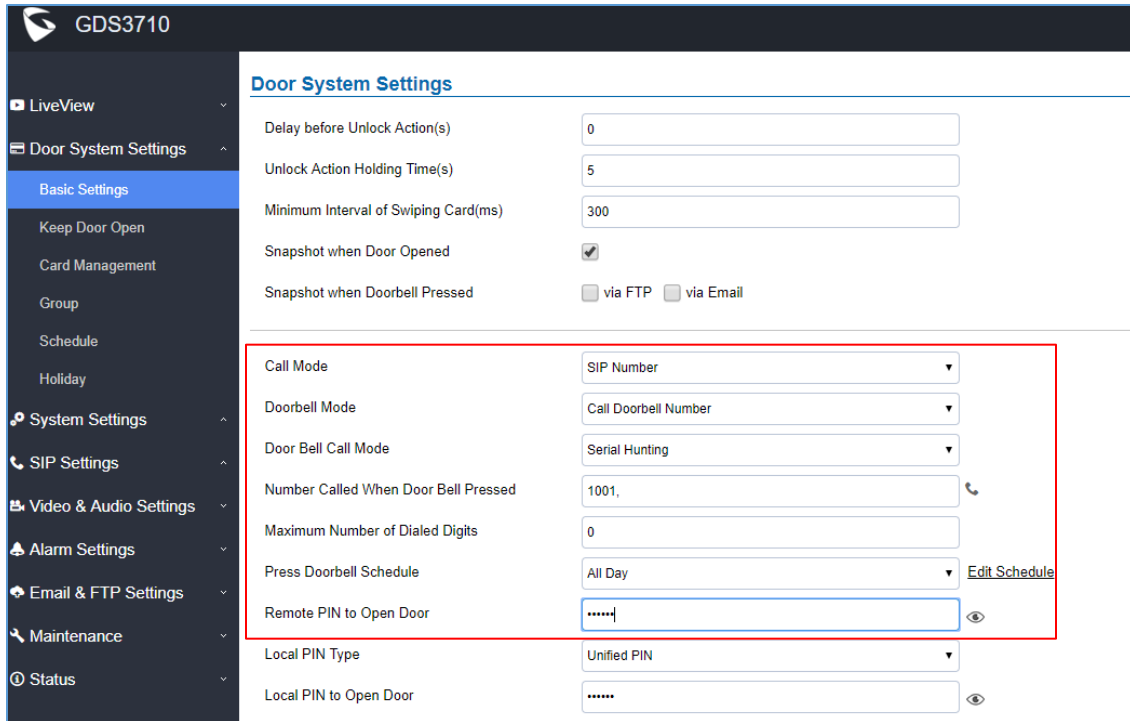 GDS3710
LiveView
Door System Settings
Basic Settings
Keep Door Open
Card Management
Group
Schedule
Holiday
System Settings
SIP Settings
Video & Audio Settings
Alarm Settings
Email & FTP Settings
Maintenance
Status
Door System Settings
Delay before Unlock Action(s) 0
Unlock Action Holding Time(s) 5
Minimum Interval of Swiping Card(ms) 300
Snapshot when Door Opened
Snapshot when Doorbell Pressed via FTP via Email
Call Mode SIP Number
Doorbell Mode Call Doorbell Number
Door Bell Call Mode Serial Hunting
Number Called When Door Bell Pressed 1001,
Maximum Number of Dialed Digits 0
Press Doorbell Schedule All Day Edit Schedule
Remote PIN to Open Door ••••••
Local PIN Type Unified PIN
Local PIN to Open Door ••••••